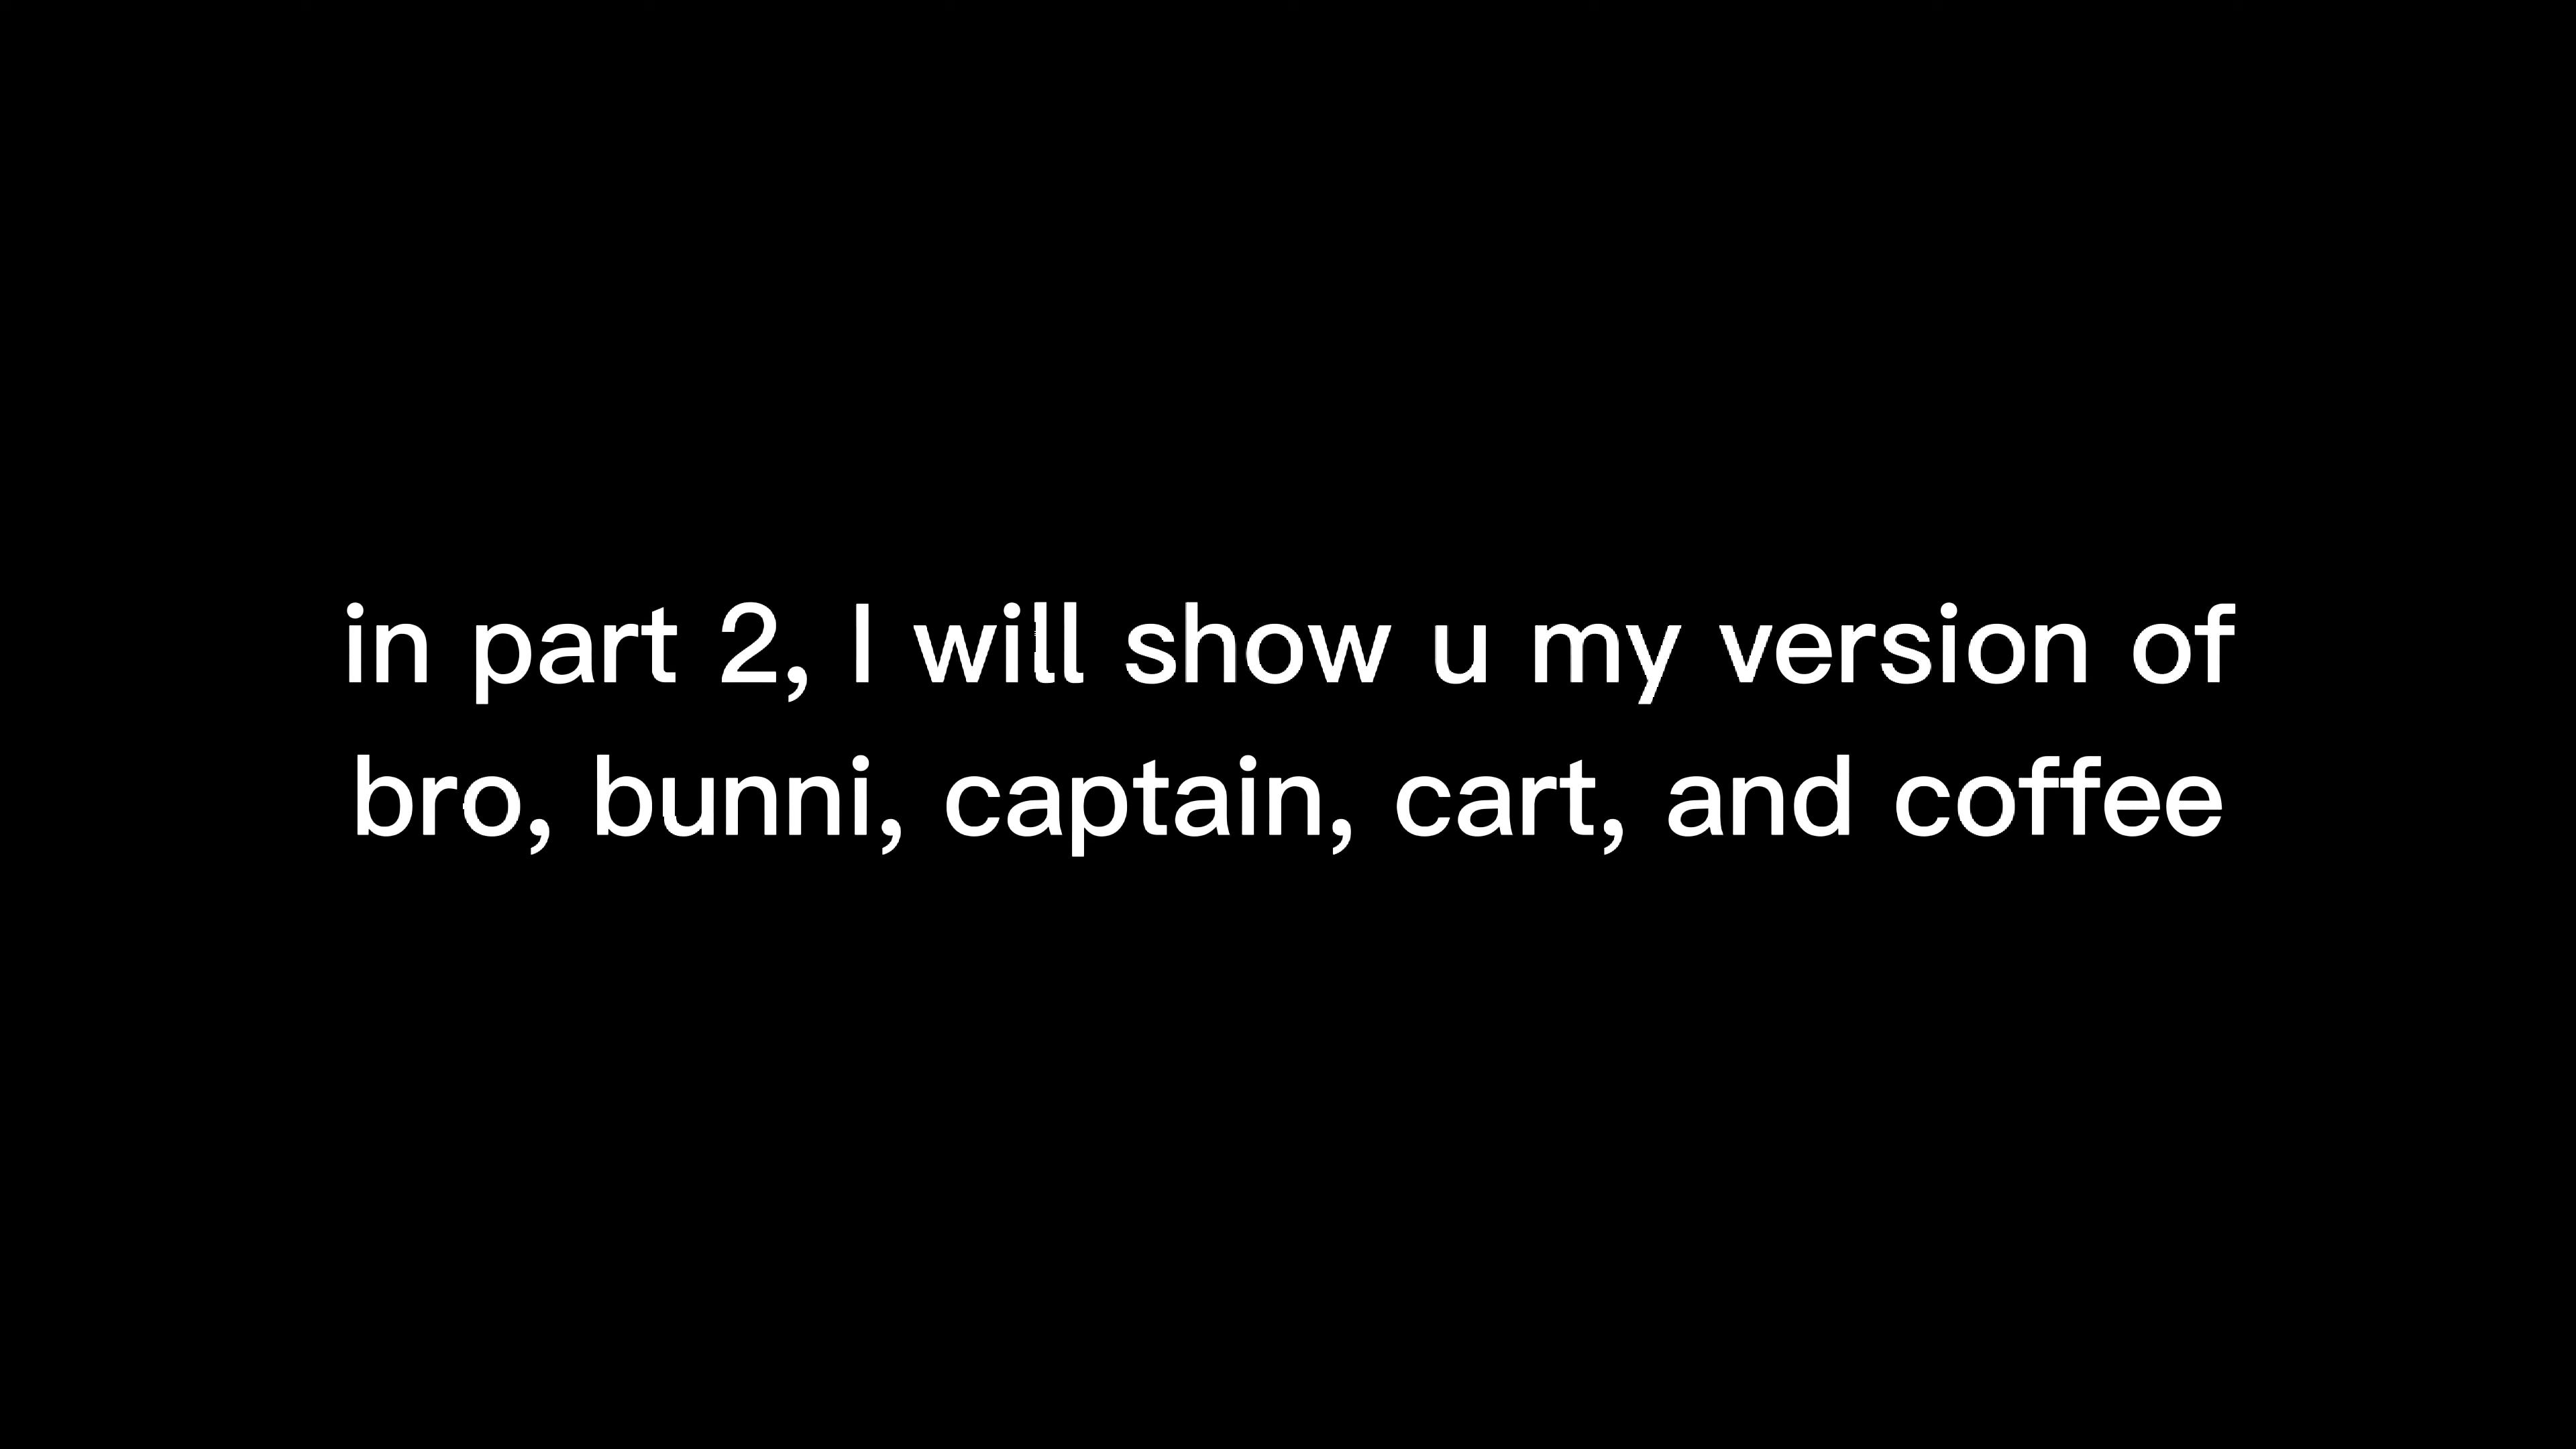 in part 2, I will show u my version of
bro, bunni, captain, cart, and coffee